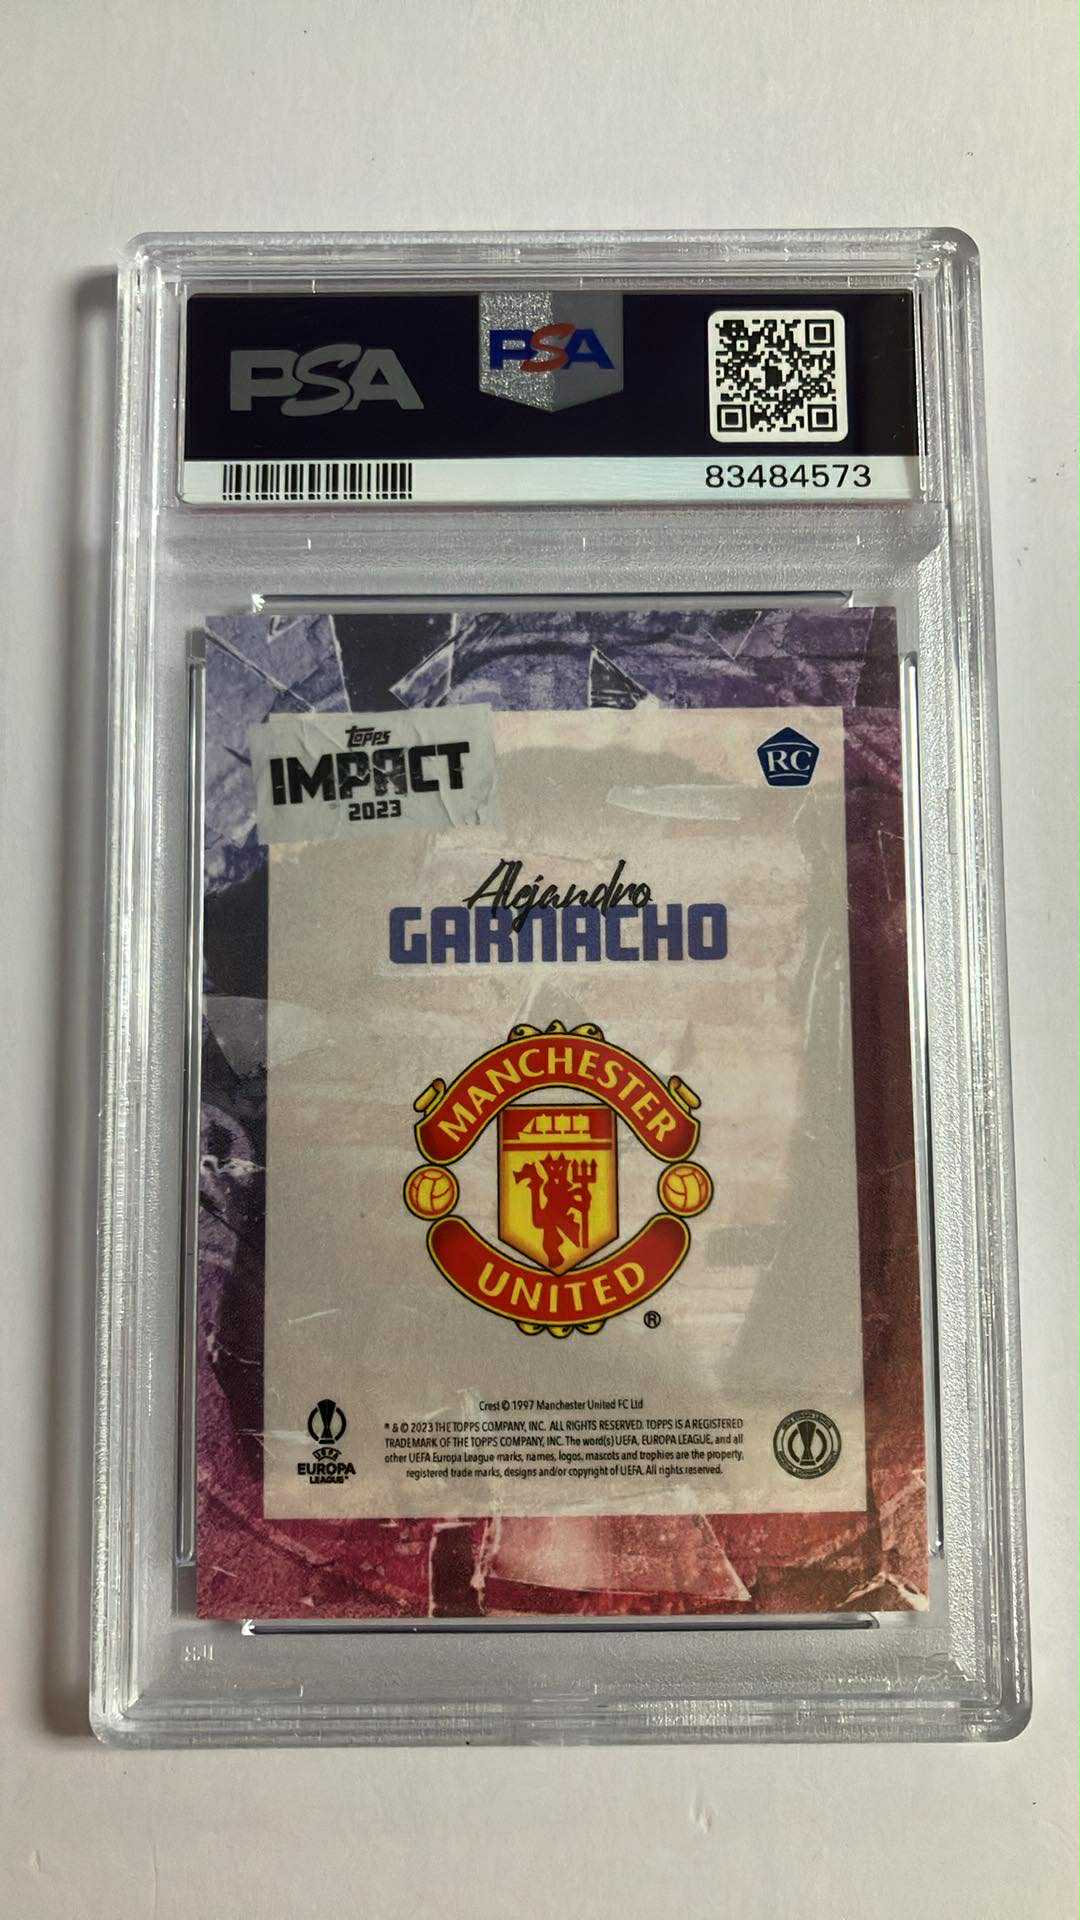 PSA
PSA
83484573
topps
IMPACT
2023
RC
Alejandro
GARNACHO
MANCHESTER
UNITED
®
Crest © 1997 Manchester United FC Ltd
® & © 2023 THE TOPPS COMPANY, INC. ALL RIGHTS RESERVED. TOPPS IS A REGISTERED
TRADEMARK OF THE TOPPS COMPANY, INC. The word(s) UEFA, EUROPA LEAGUE, and all
other UEFA Europa League marks, names, logos, mascots and trophies are the property,
registered trade marks, designs and/or copyright of UEFA. All rights reserved.
UEFA
EUROPA
LEAGUE™